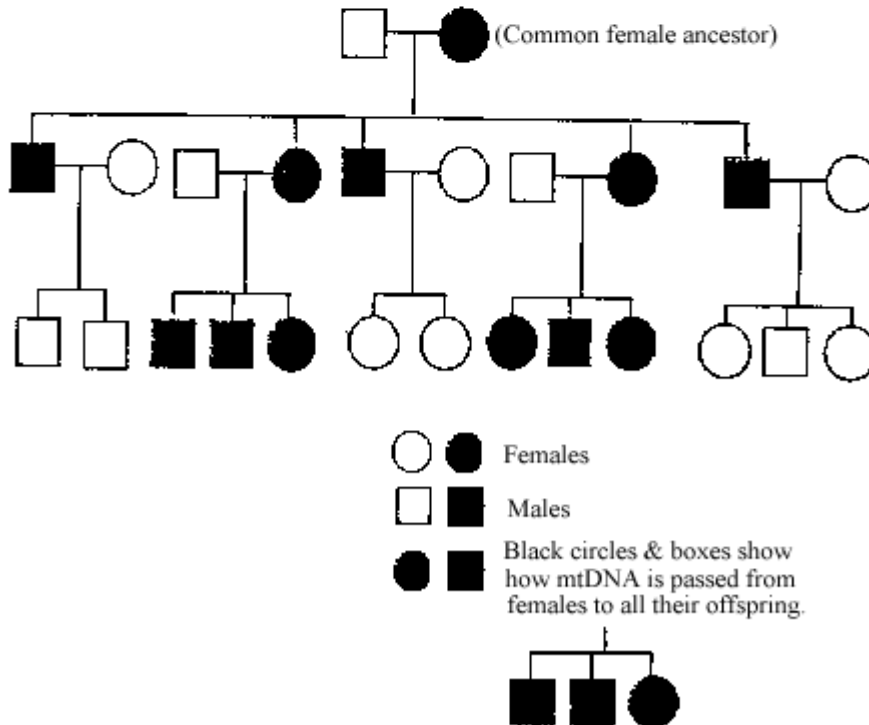 (Common female ancestor)
Females
Males
Black circles & boxes show
how mtDNA is passed from
females to all their offspring.